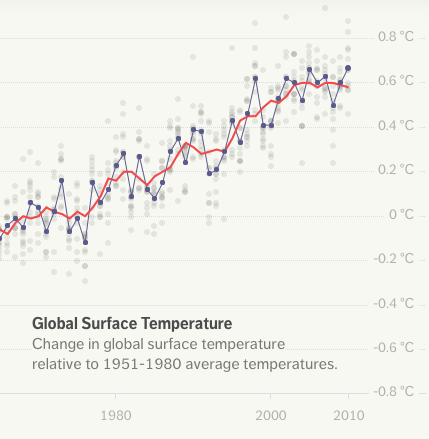 0.8 °C
0.6 °C
0.4 °C
0.2 °C
0 °C
-0.2 °C
-0.4 °C
Global Surface Temperature
Change in global surface temperature
-0.6 °C
relative to 1951-1980 average temperatures.
-0.8 °C
1980 2000 2010